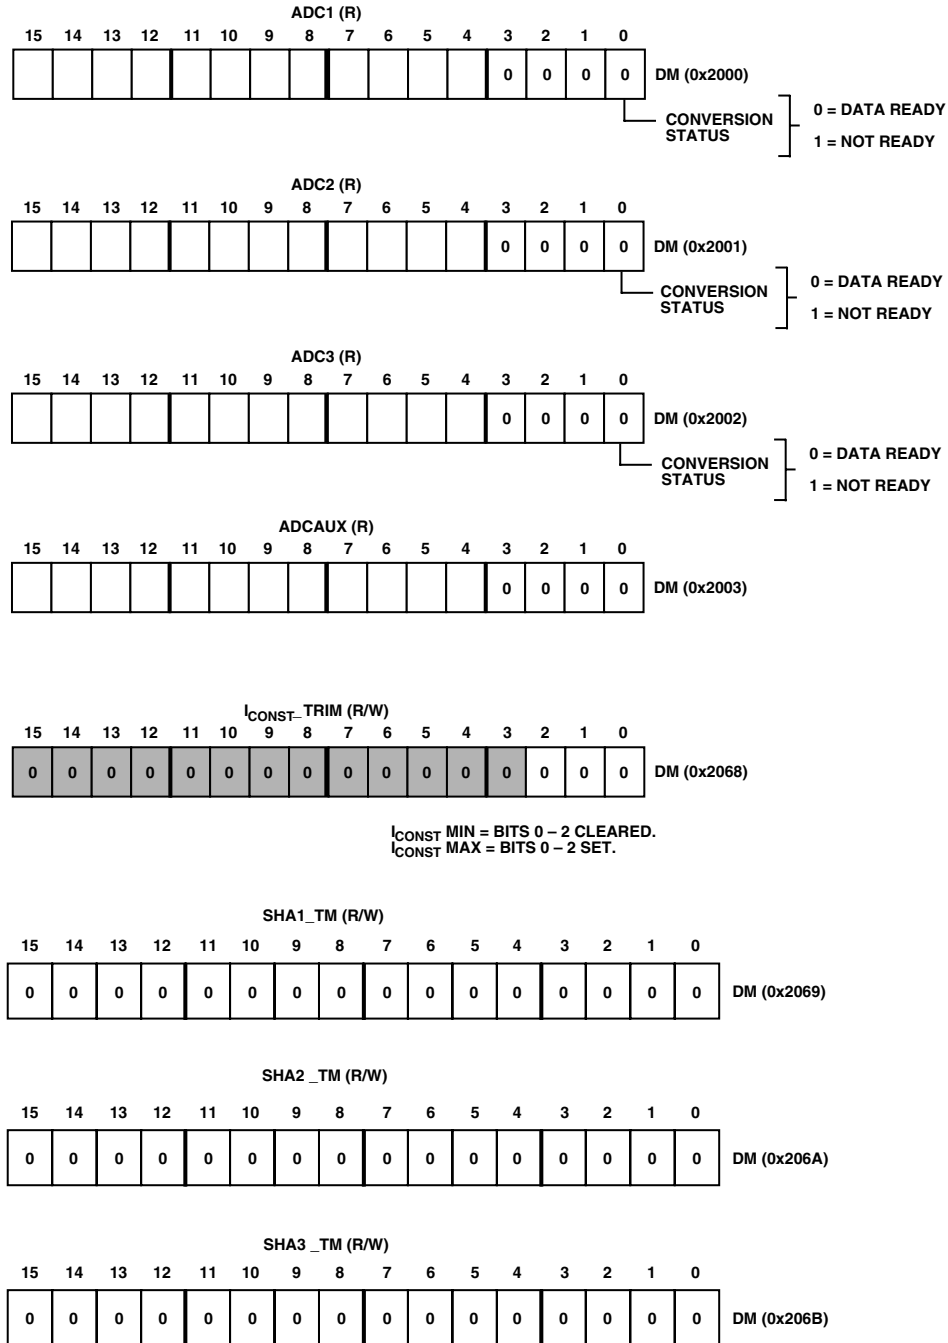 ADC1 (R)
15 14 13 12 11 10 9 8 7 6 5 4 3 2 1 0
0 0 0 0 DM (0x2000)
CONVERSION STATUS
0 = DATA READY
1 = NOT READY
ADC2 (R)
15 14 13 12 11 10 9 8 7 6 5 4 3 2 1 0
0 0 0 0 DM (0x2001)
CONVERSION STATUS
0 = DATA READY
1 = NOT READY
ADC3 (R)
15 14 13 12 11 10 9 8 7 6 5 4 3 2 1 0
0 0 0 0 DM (0x2002)
CONVERSION STATUS
0 = DATA READY
1 = NOT READY
ADCAUX (R)
15 14 13 12 11 10 9 8 7 6 5 4 3 2 1 0
0 0 0 0 DM (0x2003)
ICONST_TRIM (R/W)
15 14 13 12 11 10 9 8 7 6 5 4 3 2 1 0
0 0 0 0 0 0 0 0 0 0 0 0 0 0 0 0 DM (0x2068)
ICONST MIN = BITS 0 – 2 CLEARED.
ICONST MAX = BITS 0 – 2 SET.
SHA1_TM (R/W)
15 14 13 12 11 10 9 8 7 6 5 4 3 2 1 0
0 0 0 0 0 0 0 0 0 0 0 0 0 0 0 0 DM (0x2069)
SHA2 _TM (R/W)
15 14 13 12 11 10 9 8 7 6 5 4 3 2 1 0
0 0 0 0 0 0 0 0 0 0 0 0 0 0 0 0 DM (0x206A)
SHA3 _TM (R/W)
15 14 13 12 11 10 9 8 7 6 5 4 3 2 1 0
0 0 0 0 0 0 0 0 0 0 0 0 0 0 0 0 DM (0x206B)